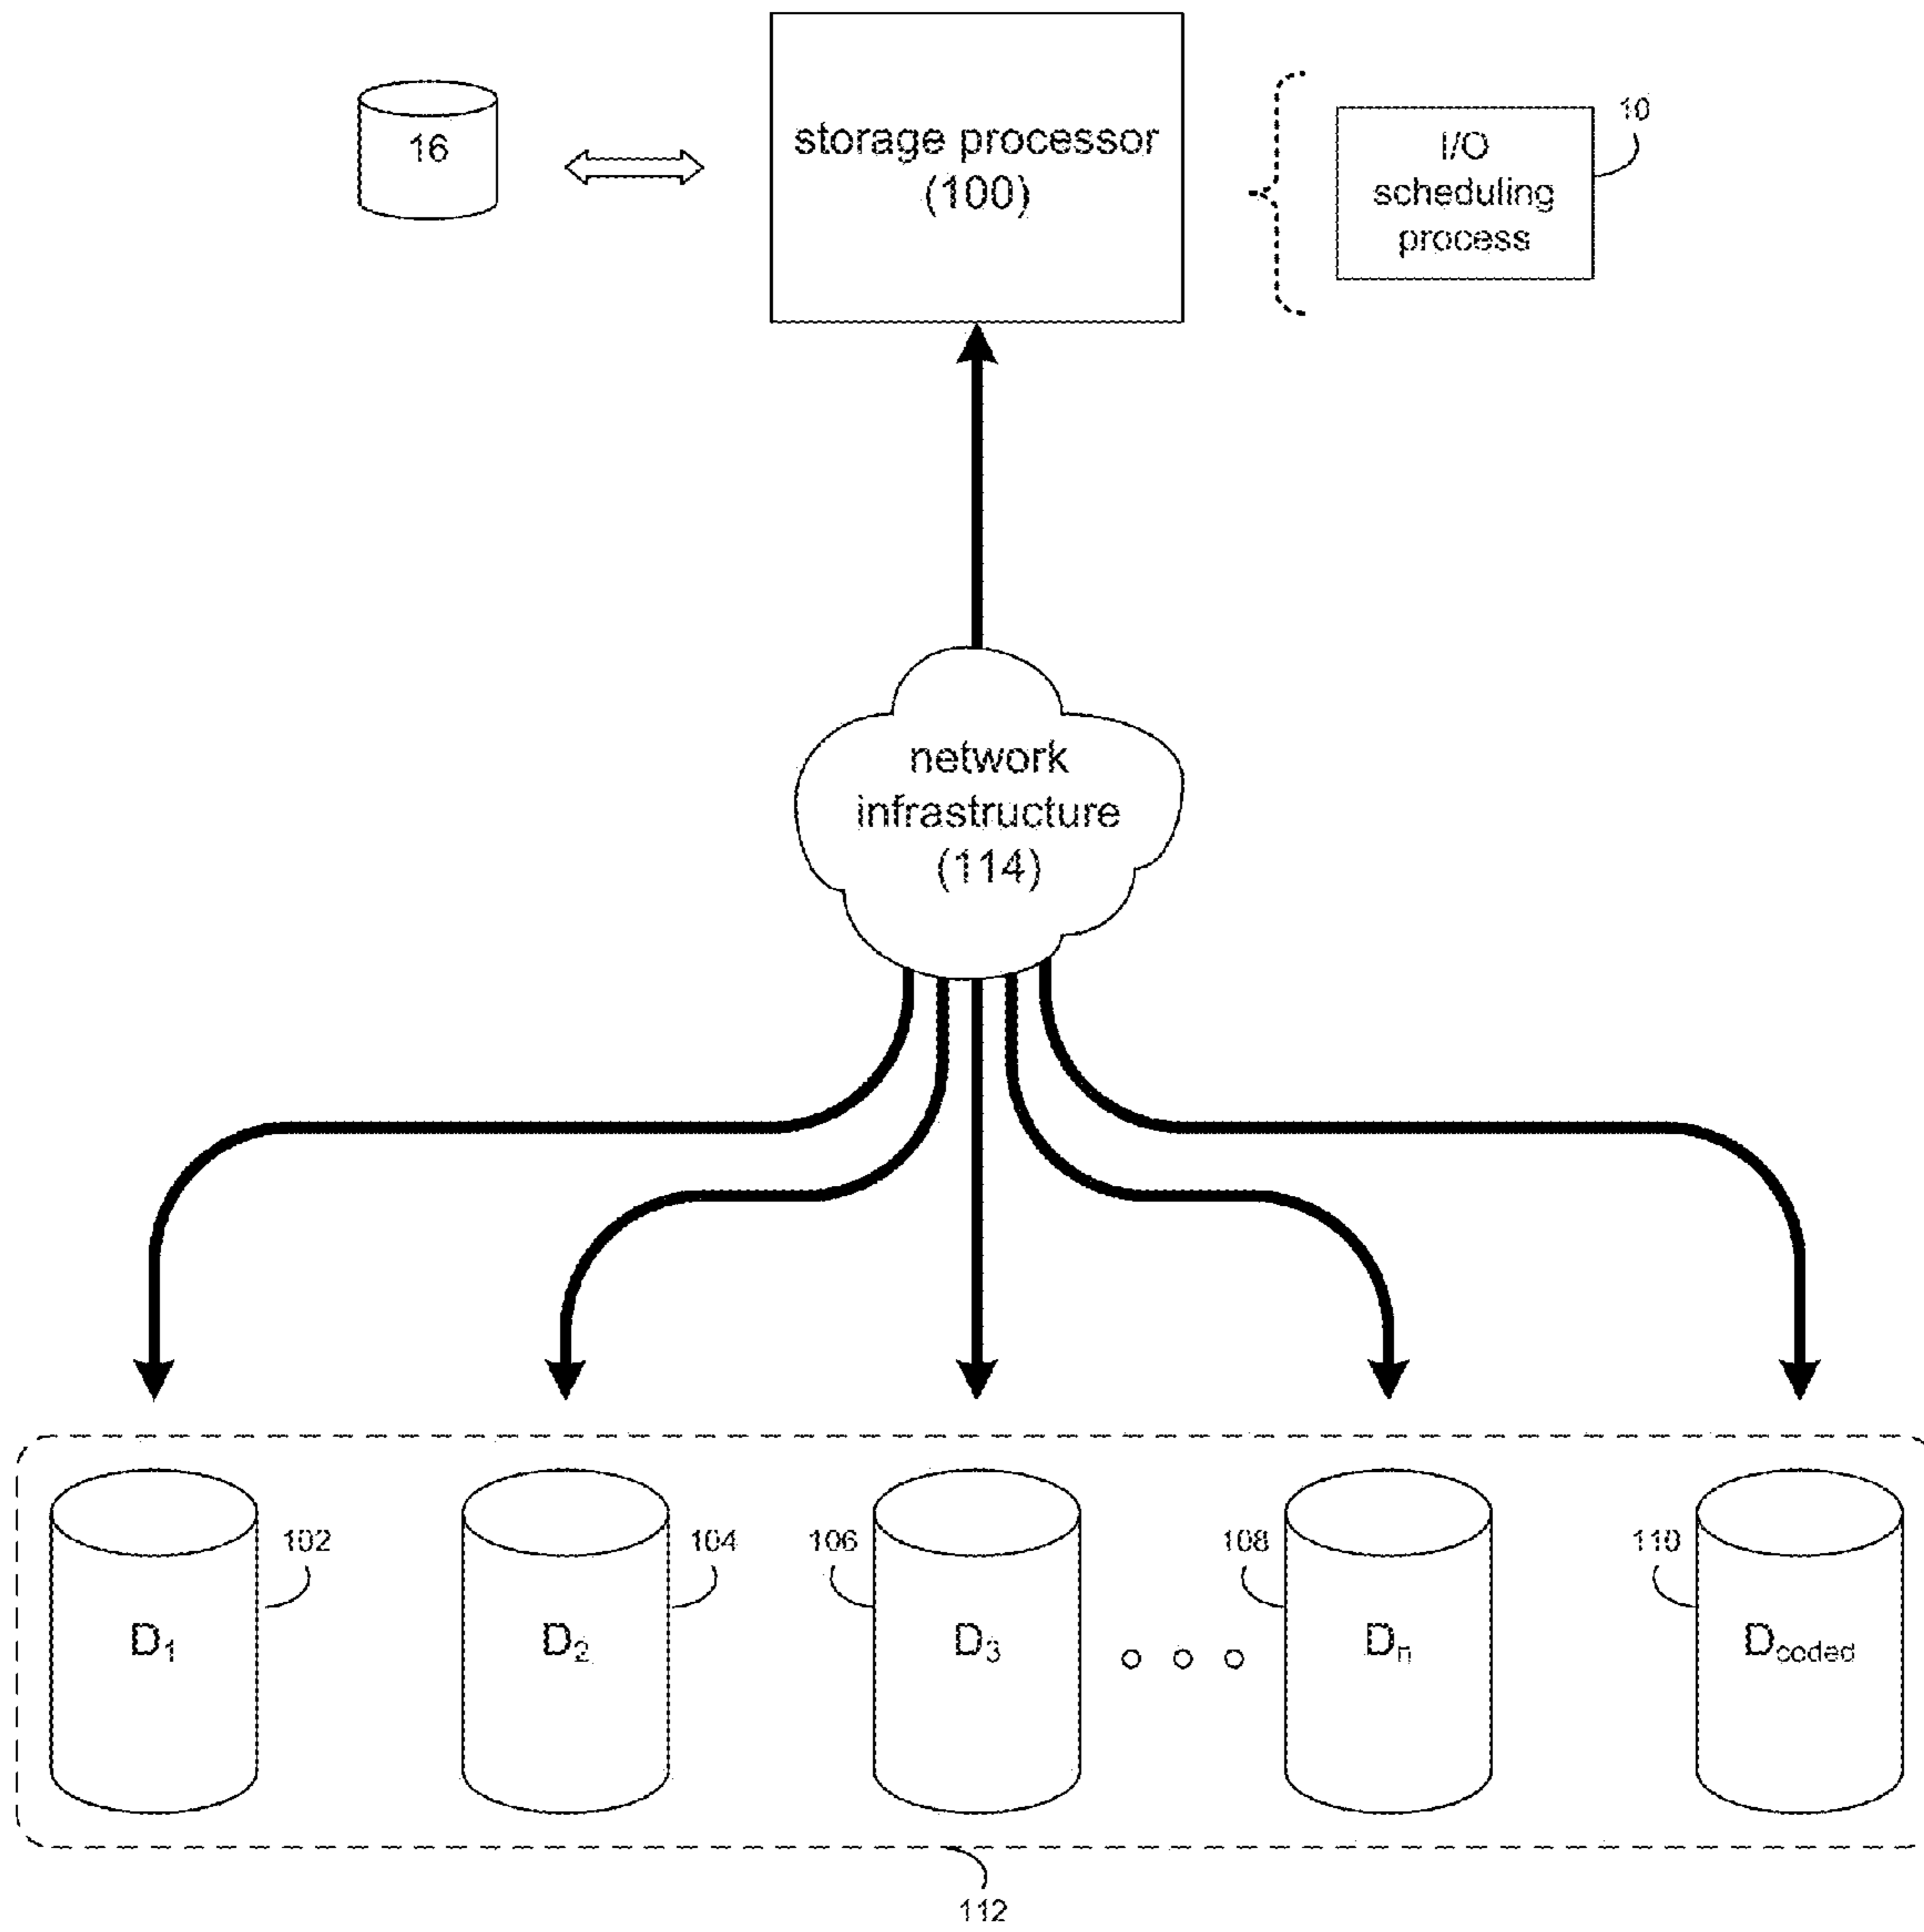 16
storage processor
(100)
10
I/O
scheduling
process
network
infrastructure
(114)
102
104
106
108
110
D1
D2
D3
Dn
Dcoded
112